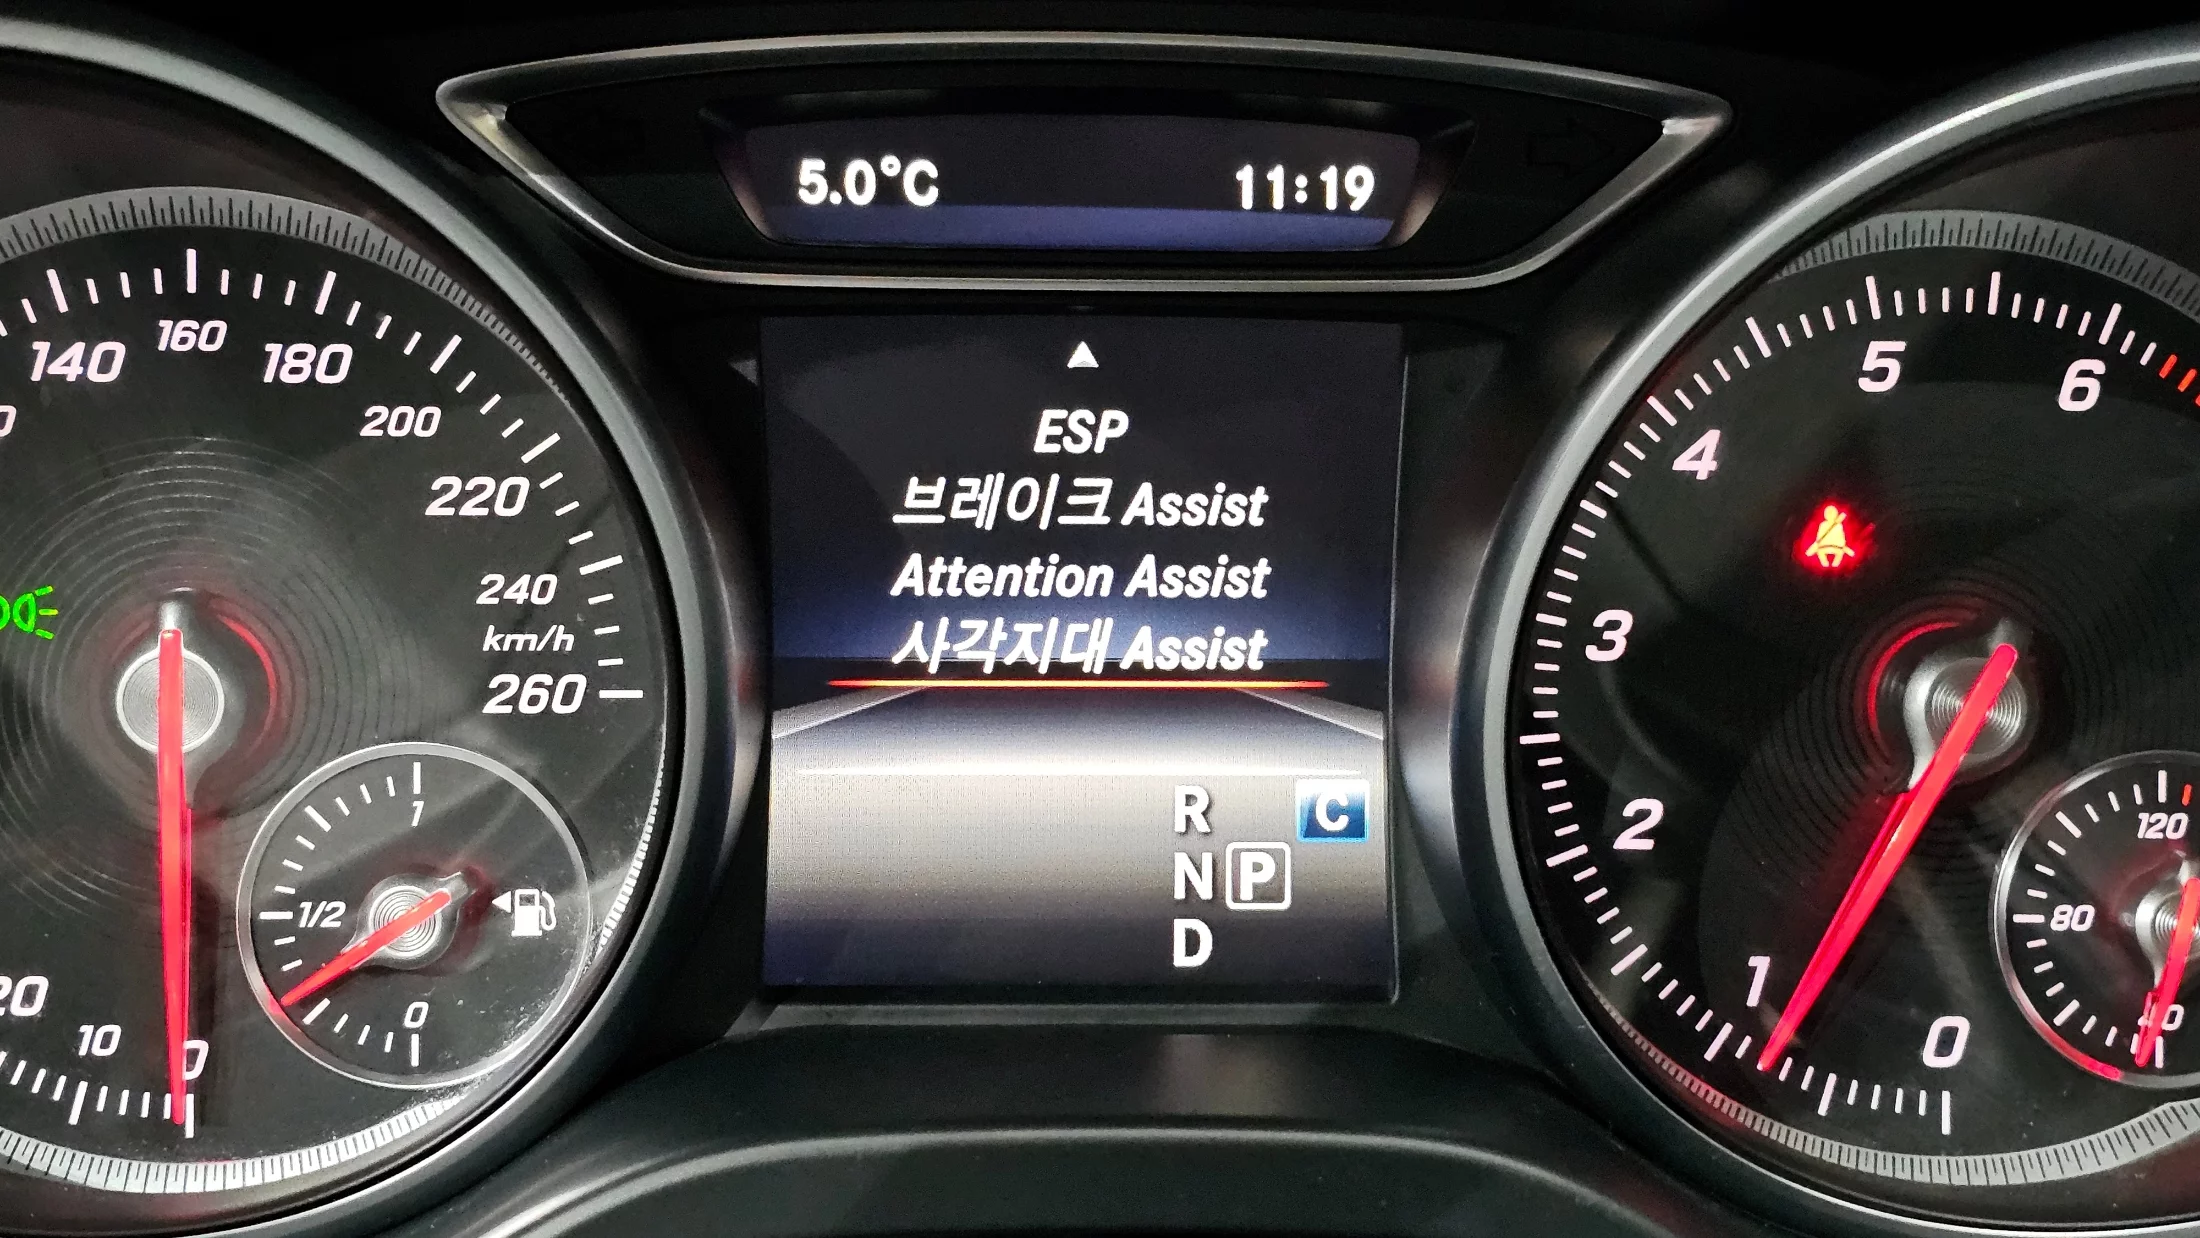 5.0°C 11:19
ESP
브레이크 Assist
Attention Assist
사각지대 Assist
R C
N P
D
140
160
180
200
220
240
km/h
260
10
0
1
1/2
0
6
5
4
3
2
1
0
120
80